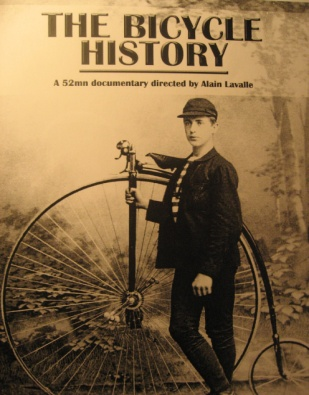 THE BICYCLE
HISTORY
A 52mn documentary directed by Alain Lavalle